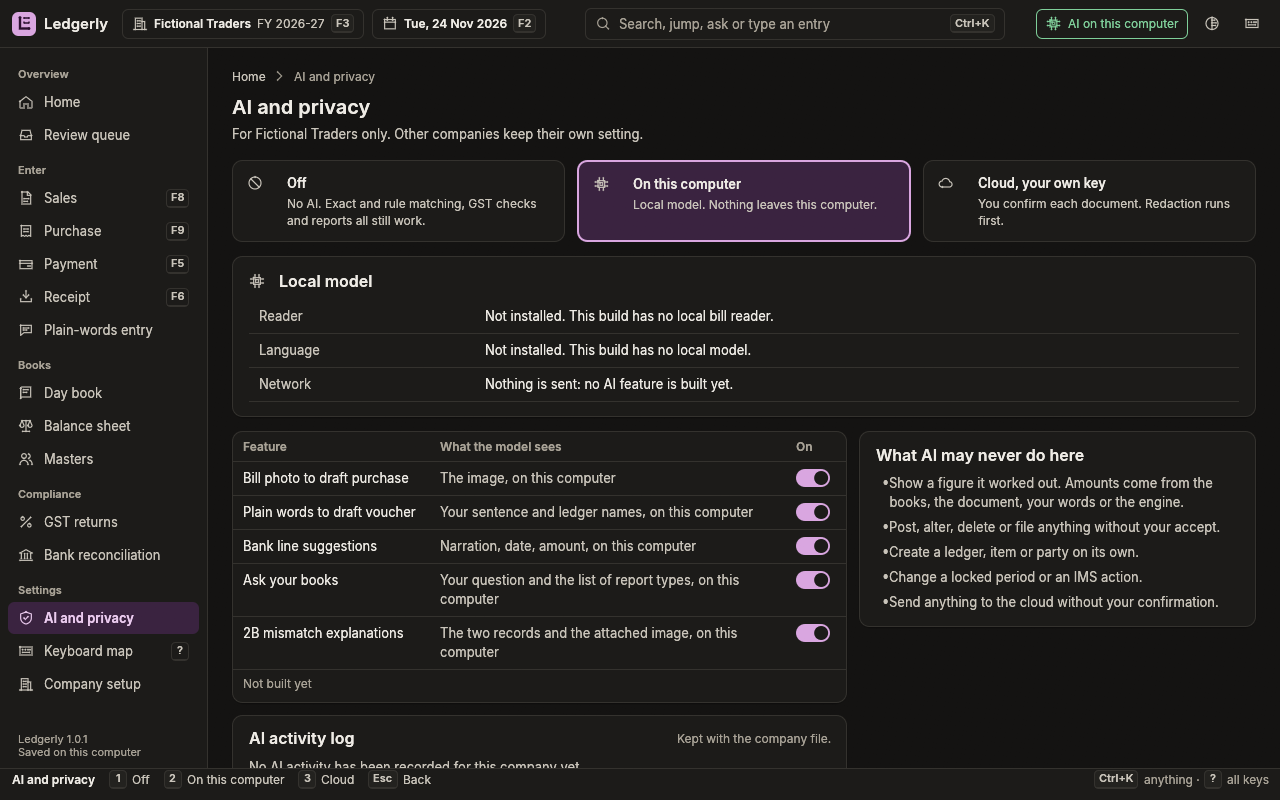 Ledgerly
Fictional Traders FY 2026-27 F3
Tue, 24 Nov 2026 F2
Search, jump, ask or type an entry Ctrl+K
AI on this computer
Overview
Home
Review queue
Enter
Sales F8
Purchase F9
Payment F5
Receipt F6
Plain-words entry
Books
Day book
Balance sheet
Masters
Compliance
GST returns
Bank reconciliation
Settings
AI and privacy
Keyboard map ?
Company setup
Ledgerly 1.0.1
Saved on this computer
Home > AI and privacy
AI and privacy
For Fictional Traders only. Other companies keep their own setting.
Off
No AI. Exact and rule matching, GST checks
and reports all still work.
On this computer
Local model. Nothing leaves this computer.
Cloud, your own key
You confirm each document. Redaction runs
first.
Local model
Reader Not installed. This build has no local bill reader.
Language Not installed. This build has no local model.
Network Nothing is sent: no AI feature is built yet.
Feature What the model sees On
Bill photo to draft purchase The image, on this computer
Plain words to draft voucher Your sentence and ledger names, on this computer
Bank line suggestions Narration, date, amount, on this computer
Ask your books Your question and the list of report types, on this
computer
2B mismatch explanations The two records and the attached image, on this
computer
Not built yet
What AI may never do here
•Show a figure it worked out. Amounts come from the
books, the document, your words or the engine.
•Post, alter, delete or file anything without your accept.
•Create a ledger, item or party on its own.
•Change a locked period or an IMS action.
•Send anything to the cloud without your confirmation.
AI activity log Kept with the company file.
No AI activity has been recorded for this company yet
AI and privacy 1 Off 2 On this computer 3 Cloud Esc Back
Ctrl+K anything · ? all keys